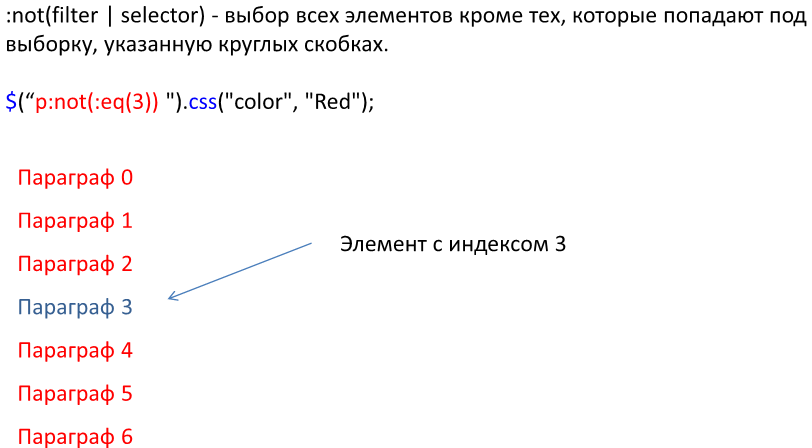 :not(filter | selector) - выбор всех элементов кроме тех, которые попадают под
выборку, указанную круглых скобках.
$(“p:not(:eq(3)) ").css("color", "Red");
Параграф 0
Параграф 1
Параграф 2
Элемент с индексом 3
Параграф 3
Параграф 4
Параграф 5
Параграф 6